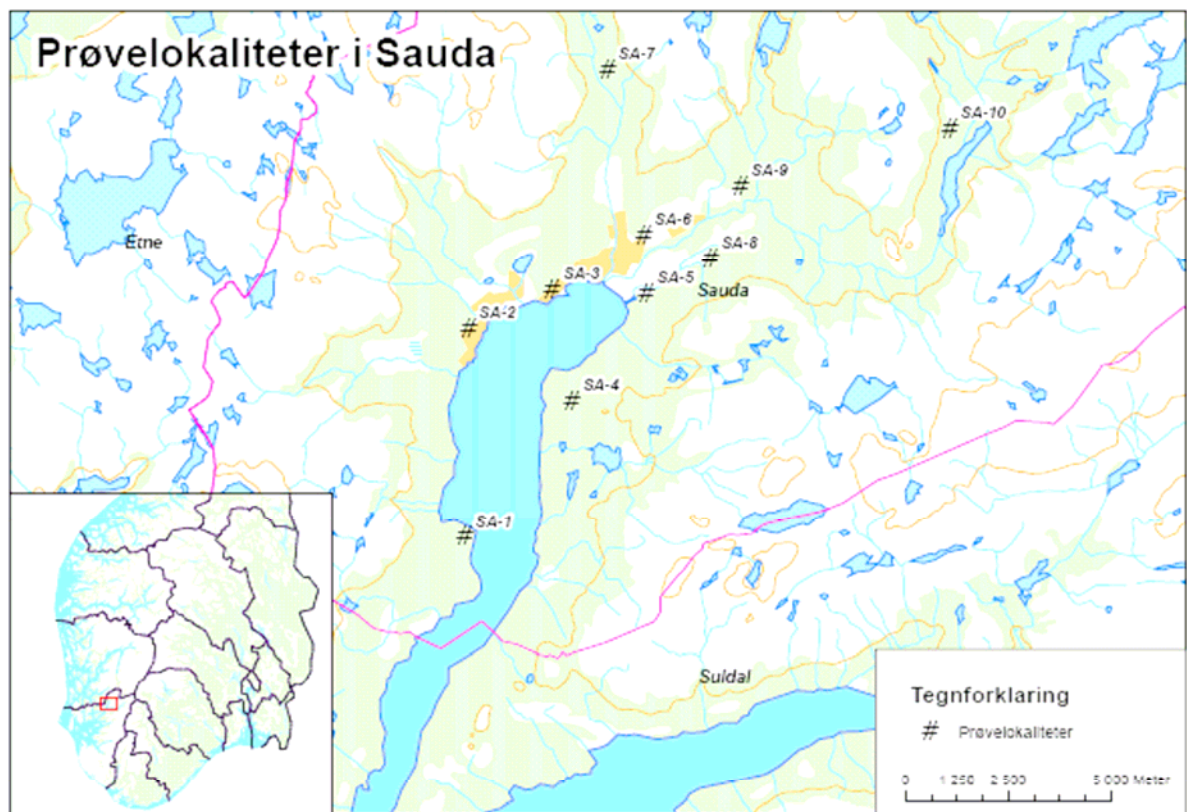 Prøvelokaliteter i Sauda
SA-7
SA-10
SA-9
SA-6
Etne
SA-8
SA-3
SA-5
Sauda
SA-2
SA-4
SA-1
Suldal
Tegnforklaring
# Prøvelokaliteter
0 1 250 2 500 5 000 Meter